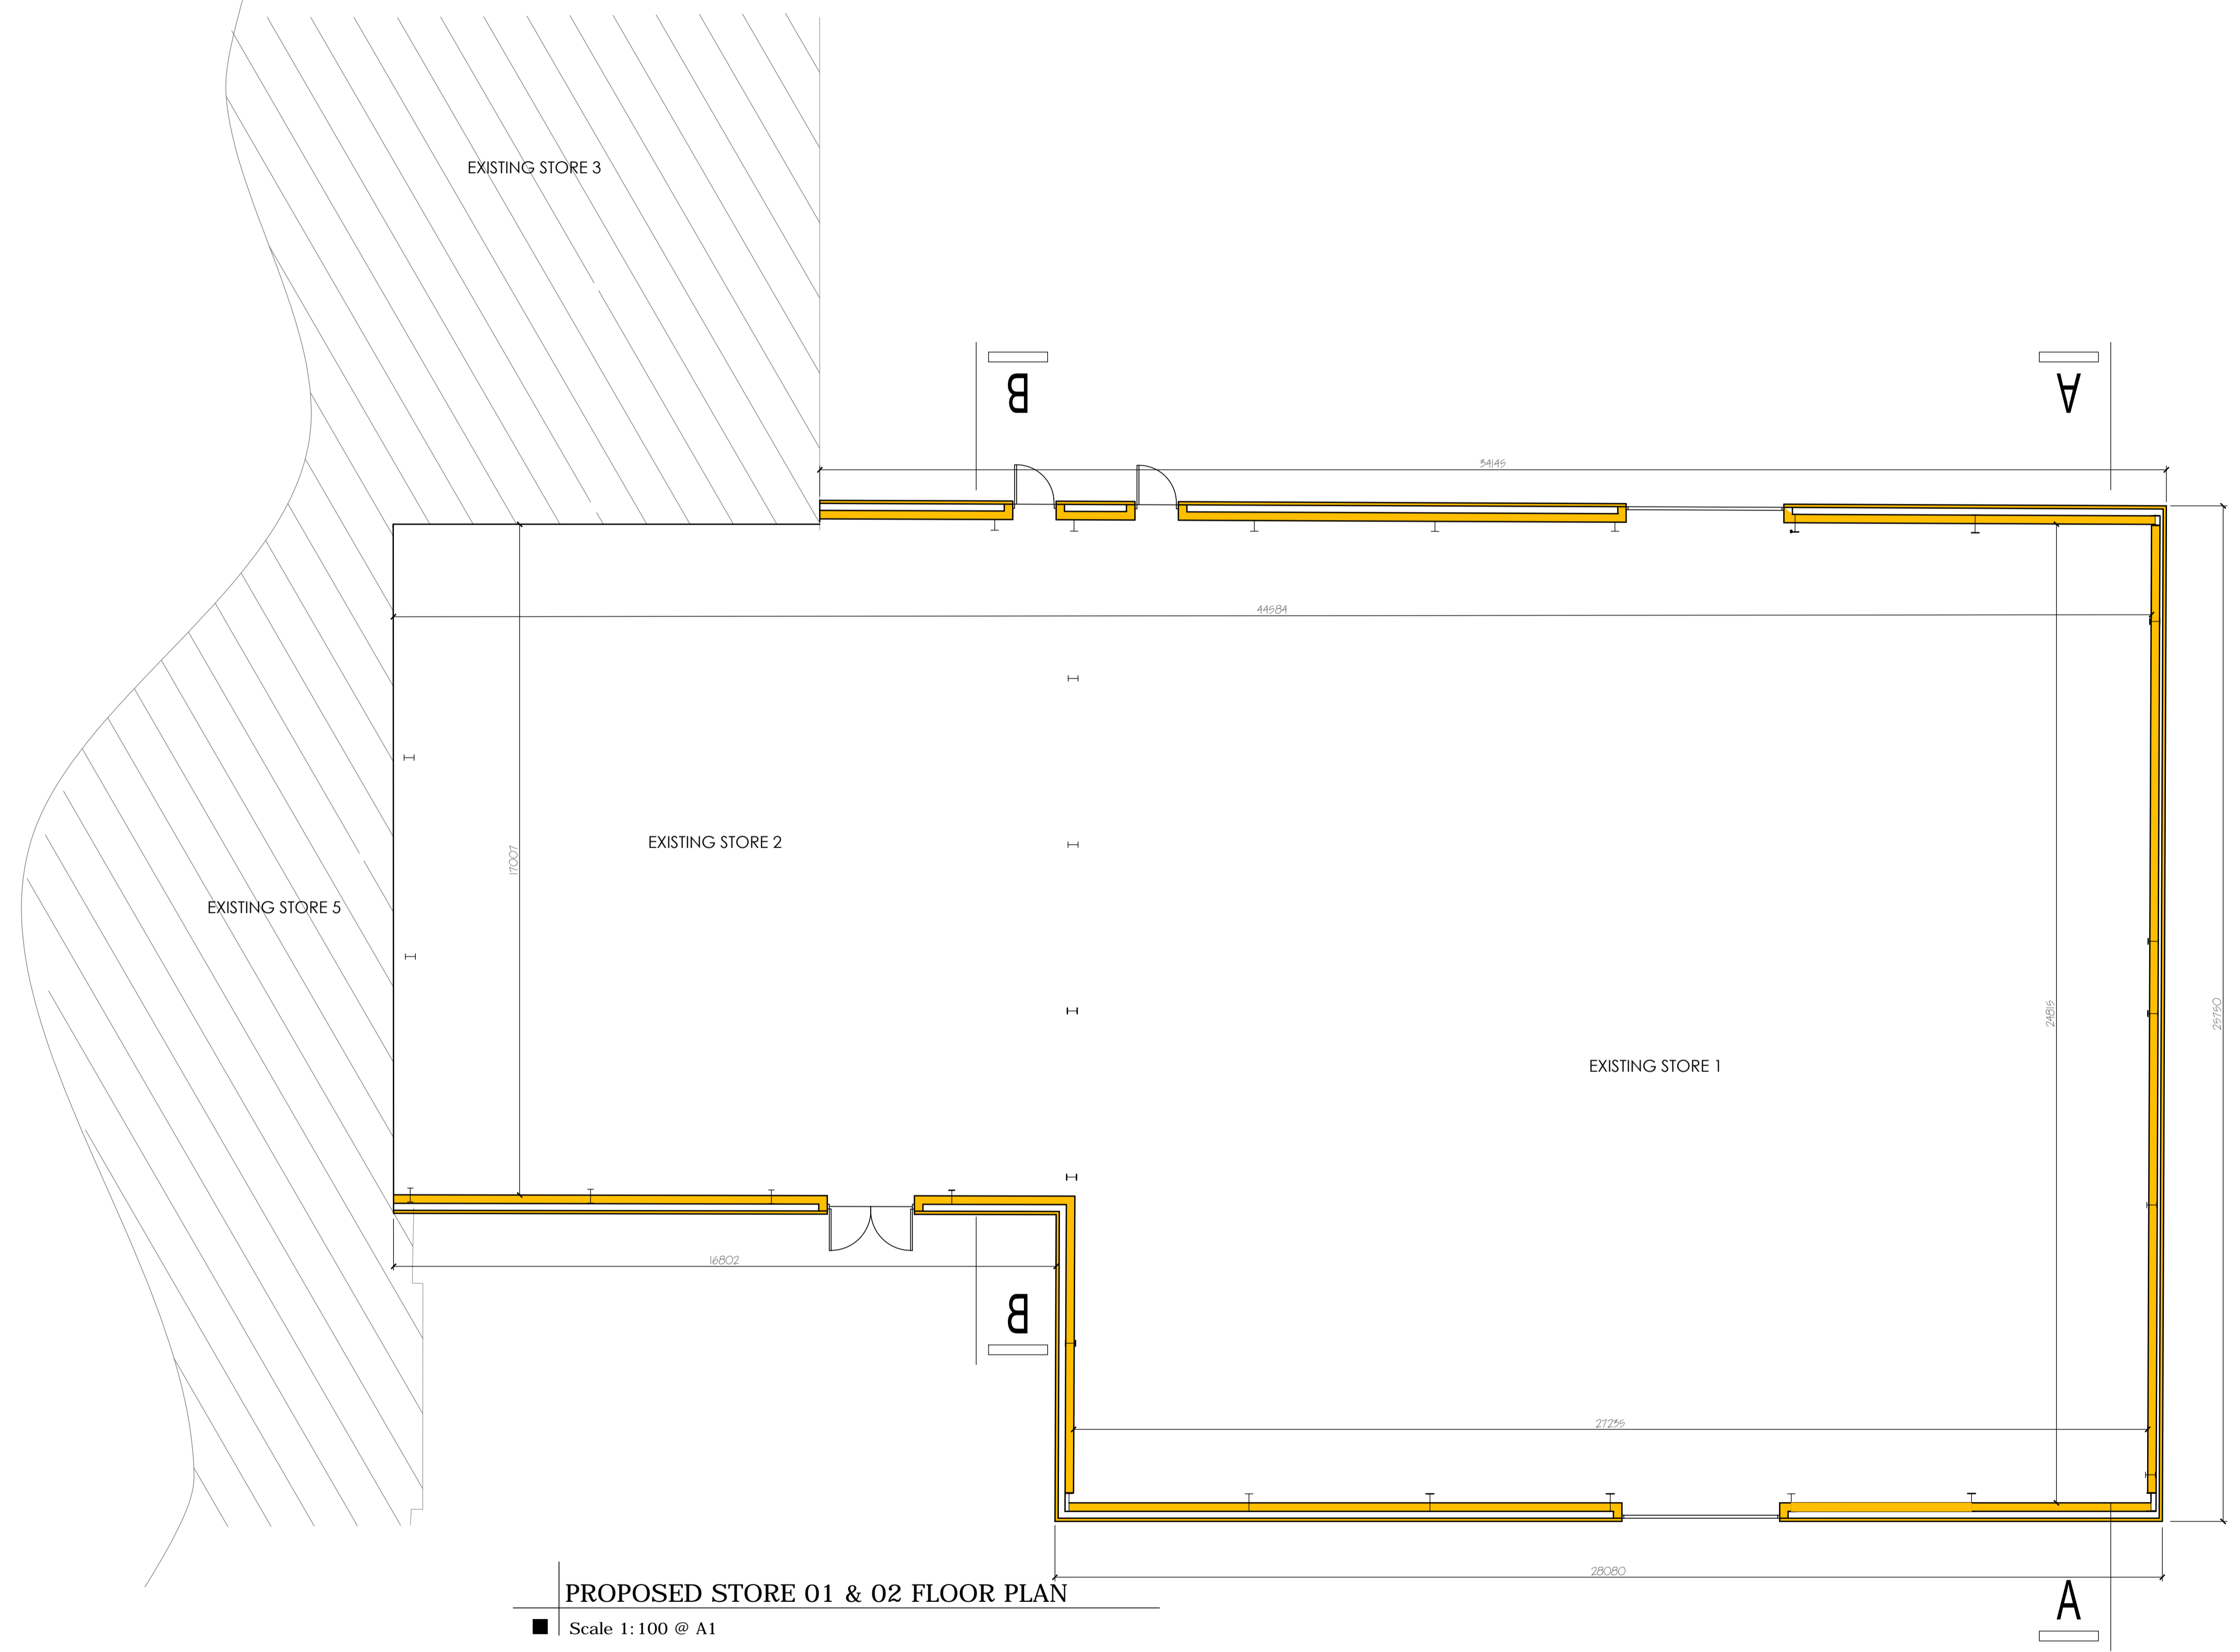 EXISTING STORE 3
B
A
34145
44584
EXISTING STORE 2
17007
EXISTING STORE 5
24815
25750
EXISTING STORE 1
16802
B
27235
28080
A
PROPOSED STORE 01 & 02 FLOOR PLAN
Scale 1:100 @ A1